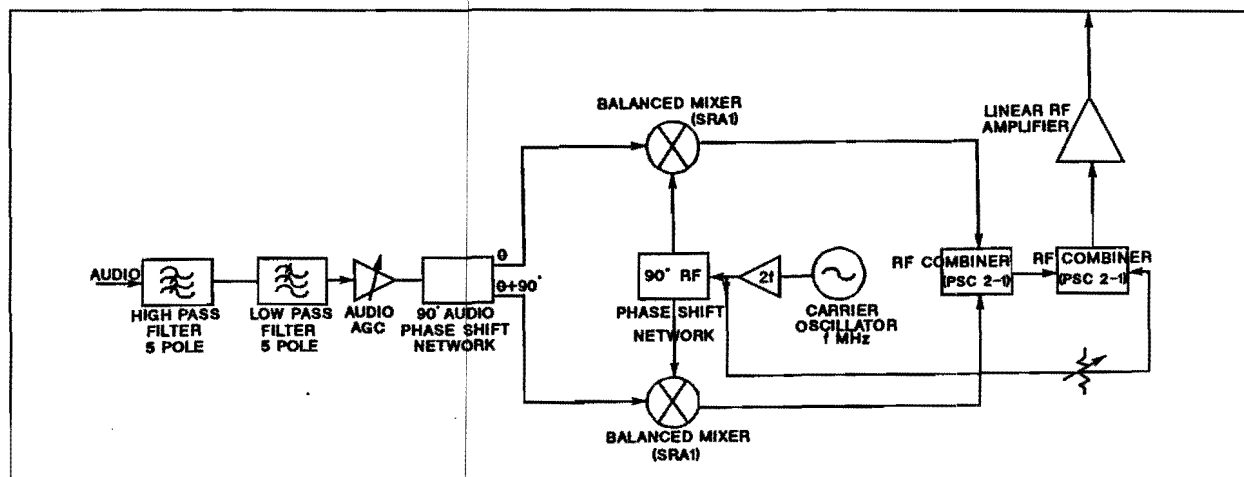 BALANCED MIXER
(SRA1)
LINEAR RF
AMPLIFIER
AUDIO
HIGH PASS
FILTER
5 POLE
LOW PASS
FILTER
5 POLE
AUDIO
AGC
θ
θ+90°
90° AUDIO
PHASE SHIFT
NETWORK
90° RF
PHASE SHIFT
NETWORK
2f
CARRIER
OSCILLATOR
f MHz
RF COMBINER
(PSC 2-1)
RF COMBINER
(PSC 2-1)
BALANCED MIXER
(SRA1)